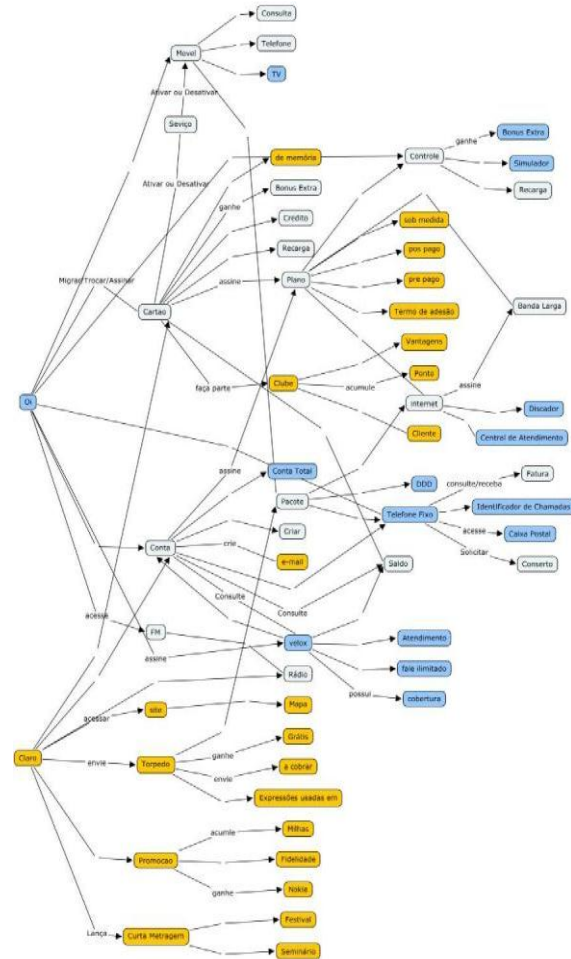 Consulte
Movel
Telefone
TV
Ativar ou Desativar
Seviço
ganhe
Bonus Extra
de memória
Controle
Simulador
Ativar ou Desativar
ganhe
Bonus Extra
Recarga
Credito
sob medida
Recarga
pos pago
Migrar/Trocar/Assinar
assine
Plano
pre pago
Cartao
Termo de adesão
Banda Larga
Vantagens
faça parte
Clube
acumule
Ponto
assine
Oi
internet
Discador
Cliente
Central de Atendimento
assine
Conta Total
DDD
consulte/receba
Fatura
Pacote
Identificador de Chamadas
Telefone Fixo
Criar
acesse
Caixa Postal
Conta
crie
e-mail
Solicitar
Saldo
Conserto
Consulte
Consulte
acesse
FM
vélox
Atendimento
assine
fale ilimitado
Rádio
possui
cobertura
acessar
site
Mapa
Grátis
Claro
envie
Torpedo
ganhe
envie
a cobrar
Expressões usadas em
acumle
Milhas
Promocao
Fidelidade
ganhe
Nokia
Festival
Lança
Curta Metragem
Seminário